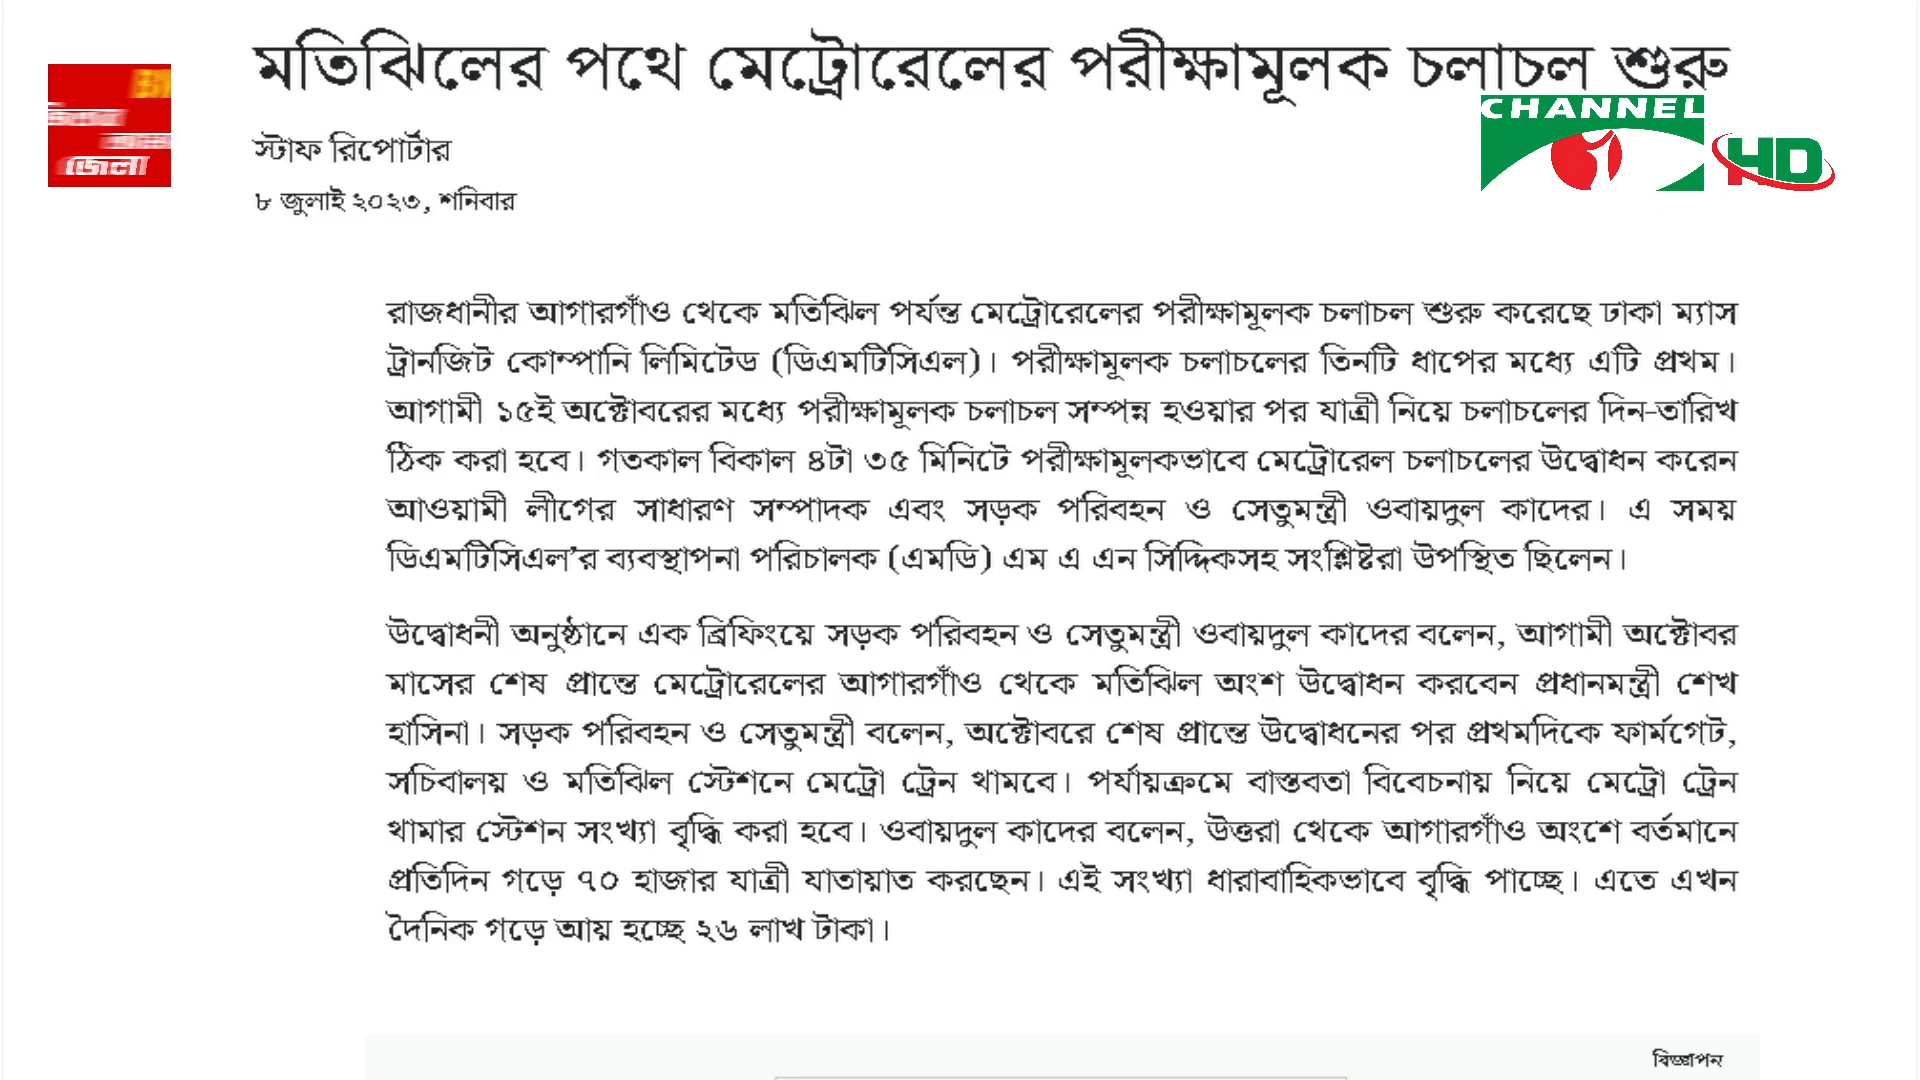 মতিঝিলের পথে মেট্রোরেলের পরীক্ষামূলক চলাচল শুরু
CHANNEL
HD
জেলা
স্টাফ রিপোর্টার
৮ জুলাই ২০২৩, শনিবার
রাজধানীর আগারগাঁও থেকে মতিঝিল পর্যন্ত মেট্রোরেলের পরীক্ষামূলক চলাচল শুরু করেছে ঢাকা ম্যাস
ট্রানজিট কোম্পানি লিমিটেড (ডিএমটিসিএল)। পরীক্ষামূলক চলাচলের তিনটি ধাপের মধ্যে এটি প্রথম।
আগামী ১৫ই অক্টোবরের মধ্যে পরীক্ষামূলক চলাচল সম্পন্ন হওয়ার পর যাত্রী নিয়ে চলাচলের দিন-তারিখ
ঠিক করা হবে। গতকাল বিকাল ৪টা ৩৫ মিনিটে পরীক্ষামূলকভাবে মেট্রোরেল চলাচলের উদ্বোধন করেন
আওয়ামী লীগের সাধারণ সম্পাদক এবং সড়ক পরিবহন ও সেতুমন্ত্রী ওবায়দুল কাদের। এ সময়
ডিএমটিসিএল’র ব্যবস্থাপনা পরিচালক (এমডি) এম এ এন সিদ্দিকসহ সংশ্লিষ্টরা উপস্থিত ছিলেন।
উদ্বোধনী অনুষ্ঠানে এক ব্রিফিংয়ে সড়ক পরিবহন ও সেতুমন্ত্রী ওবায়দুল কাদের বলেন, আগামী অক্টোবর
মাসের শেষ প্রান্তে মেট্রোরেলের আগারগাঁও থেকে মতিঝিল অংশ উদ্বোধন করবেন প্রধানমন্ত্রী শেখ
হাসিনা। সড়ক পরিবহন ও সেতুমন্ত্রী বলেন, অক্টোবরে শেষ প্রান্তে উদ্বোধনের পর প্রথমদিকে ফার্মগেট,
সচিবালয় ও মতিঝিল স্টেশনে মেট্রো ট্রেন থামবে। পর্যায়ক্রমে বাস্তবতা বিবেচনায় নিয়ে মেট্রো ট্রেন
থামার স্টেশন সংখ্যা বৃদ্ধি করা হবে। ওবায়দুল কাদের বলেন, উত্তরা থেকে আগারগাঁও অংশে বর্তমানে
প্রতিদিন গড়ে ৭০ হাজার যাত্রী যাতায়াত করছেন। এই সংখ্যা ধারাবাহিকভাবে বৃদ্ধি পাচ্ছে। এতে এখন
দৈনিক গড়ে আয় হচ্ছে ২৬ লাখ টাকা।
বিজ্ঞাপন